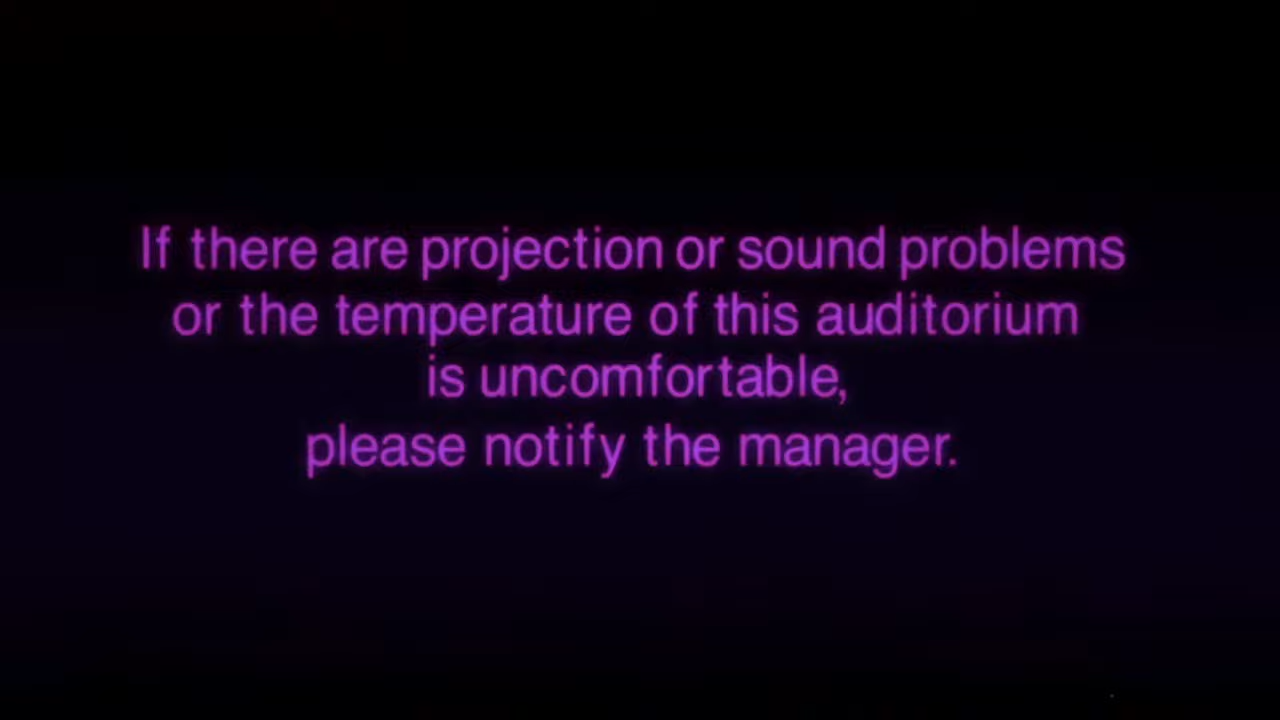 If there are projection or sound problems
or the temperature of this auditorium
is uncomfortable,
please notify the manager.